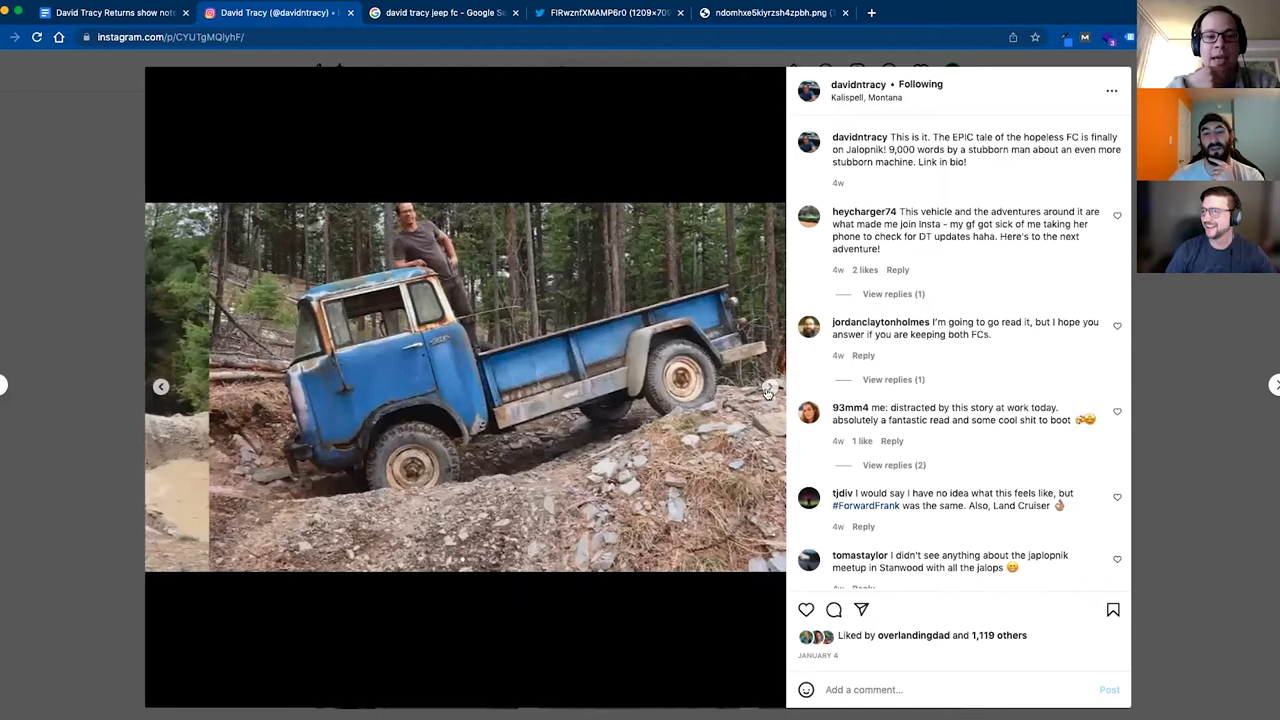 David Tracy Returns show note
David Tracy (@davidntracy) • I
david tracy jeep fc - Google Se
FIRwznfXMAMP6r0 (1209×709
ndomhxe5kiyrzsh4zpbh.png (1
instagram.com/p/CYUTgMQlyhF/
davidntracy • Following
Kalispell, Montana
davidntracy This is it. The EPIC tale of the hopeless FC is finally
on Jalopnik! 9,000 words by a stubborn man about an even more
stubborn machine. Link in bio!
4w
heycharger74 This vehicle and the adventures around it are
what made me join Insta - my gf got sick of me taking her
phone to check for DT updates haha. Here's to the next
adventure!
4w 2 likes Reply
View replies (1)
jordanclaytonholmes I'm going to go read it, but I hope you
answer if you are keeping both FCs.
4w Reply
View replies (1)
93mm4 me: distracted by this story at work today.
absolutely a fantastic read and some cool shit to boot
4w 1 like Reply
View replies (2)
tjdiv I would say I have no idea what this feels like, but
#ForwardFrank was the same. Also, Land Cruiser 👌🏽
4w Reply
tomastaylor I didn't see anything about the japlopnik
meetup in Stanwood with all the jalops 😁
4w Reply
Liked by overlandingdad and 1,119 others
JANUARY 4
Add a comment...
Post